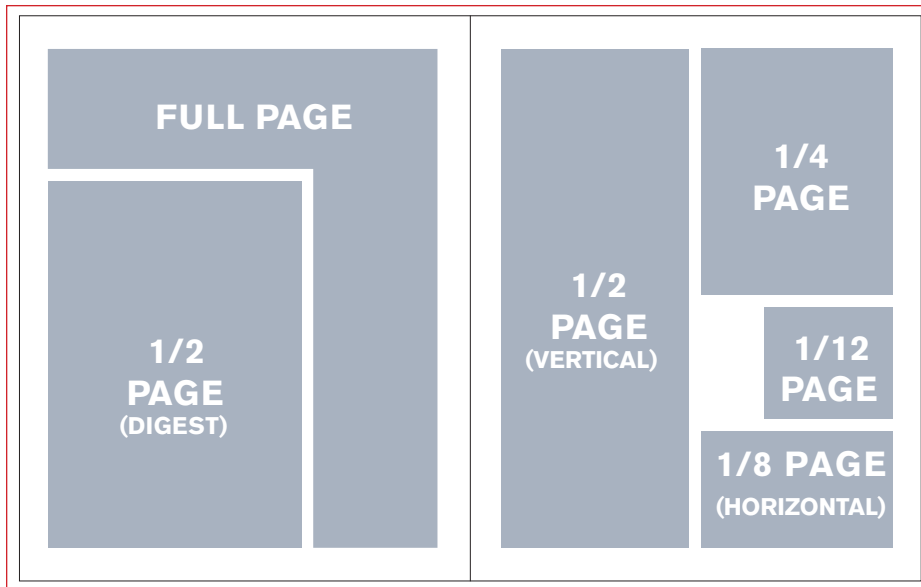 FULL PAGE
1/2
PAGE
(DIGEST)
1/2
PAGE
(VERTICAL)
1/4
PAGE
1/12
PAGE
1/8 PAGE
(HORIZONTAL)